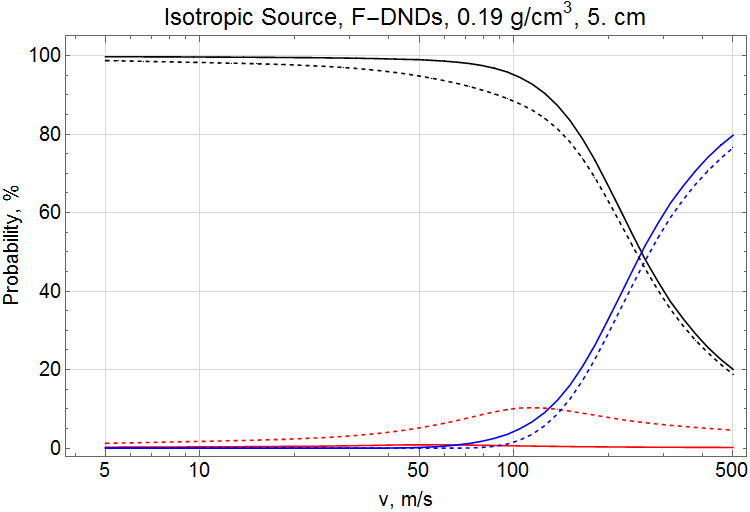 Isotropic Source, F-DNDs, 0.19 g/cm³, 5. cm
Probability, %
100
80
60
40
20
0
5 10 50 100 500
v, m/s